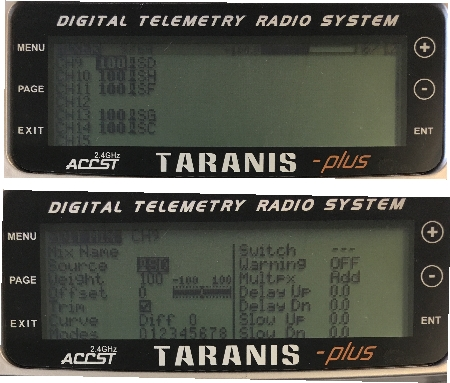 DIGITAL TELEMETRY RADIO SYSTEM
MENU
PAGE
EXIT
ENT
CH9 100 SD
CH10 100 SH
CH11 100 SF
CH12
CH13 100 SG
CH14 100 SC
CH15
2.4GHz
ACCST TARANIS -plus
DIGITAL TELEMETRY RADIO SYSTEM
MENU
PAGE
EXIT
ENT
CH9
Mix Name
Source
Weight 100 -100 100
Offset 0
Trim
Curve Diff 0
Modes 012345678
Switch ---
Warning OFF
Multpx Add
Delay Up 0.0
Delay Dn 0.0
Slow Up 0.0
Slow Dn 0.0
2.4GHz
ACCST TARANIS -plus